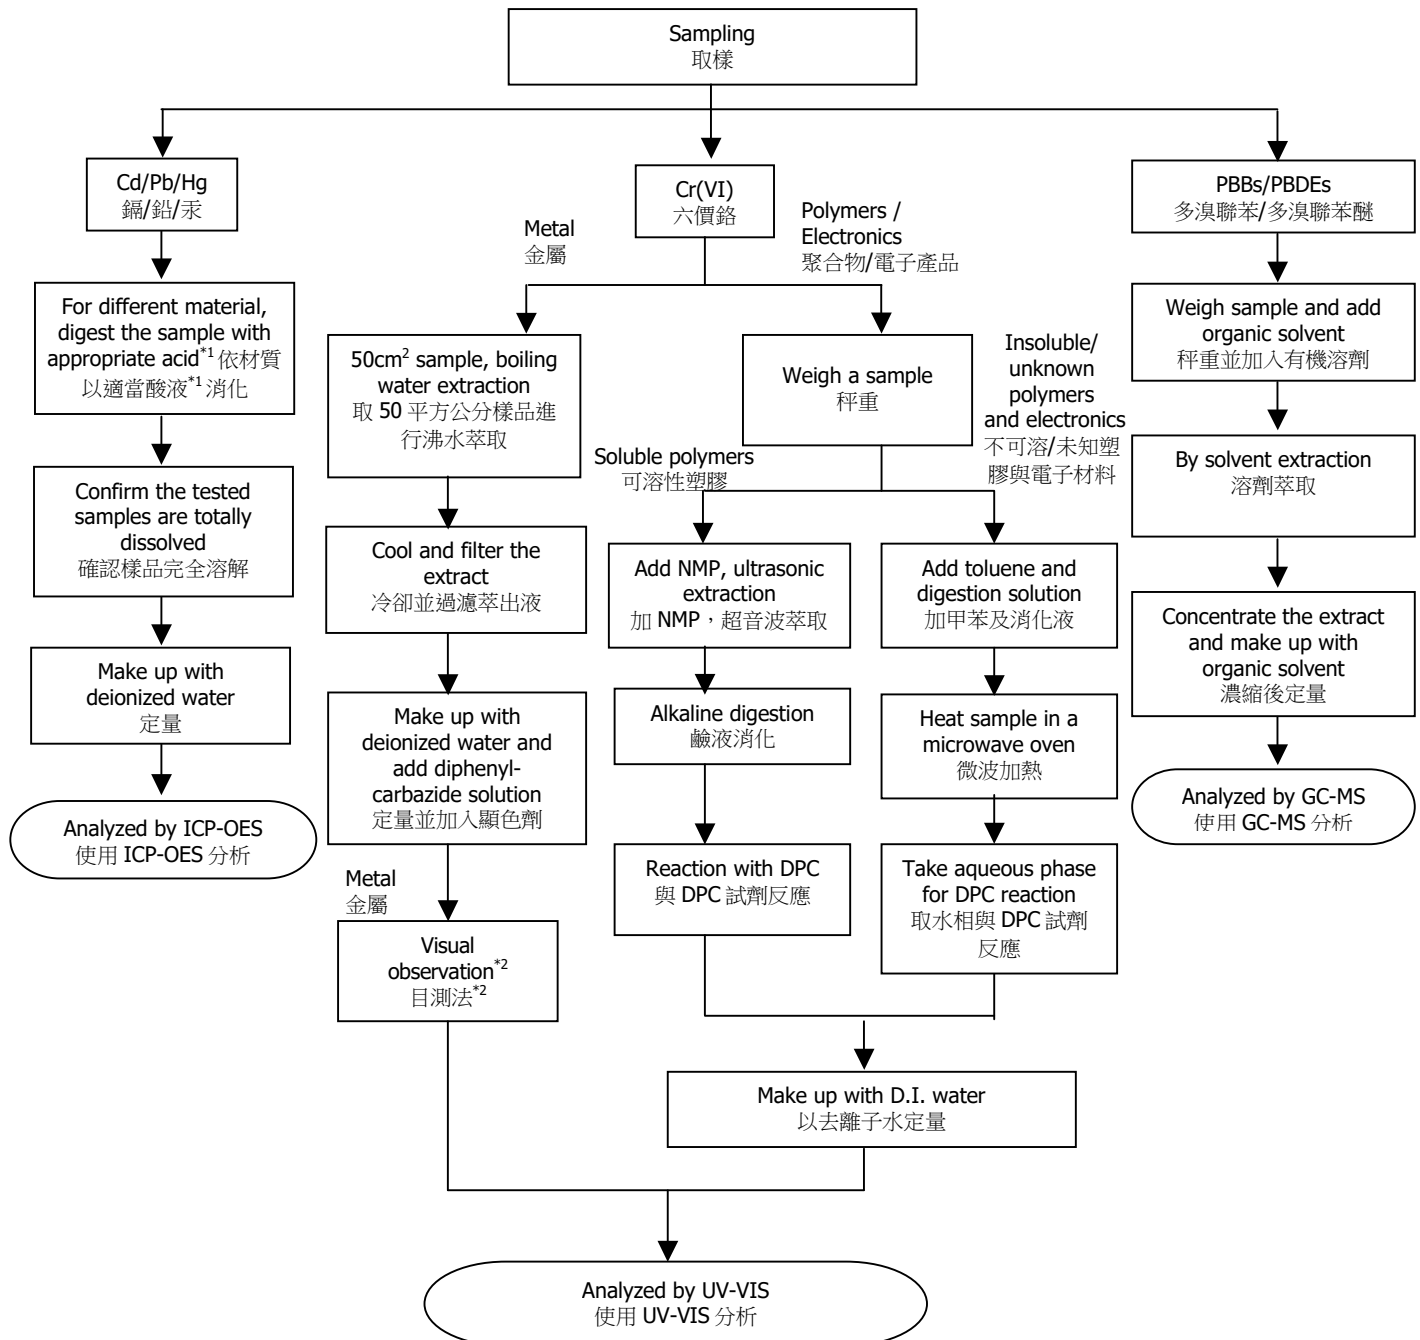 Sampling
取樣
Cd/Pb/Hg
鎘/鉛/汞
For different material,
digest the sample with
appropriate acid*1 依材質
以適當酸液*1 消化
Confirm the tested
samples are totally
dissolved
確認樣品完全溶解
Make up with
deionized water
定量
Analyzed by ICP-OES
使用 ICP-OES 分析
Cr(VI)
六價鉻
Metal
金屬
Polymers /
Electronics
聚合物/電子產品
50cm2 sample, boiling
water extraction
取 50 平方公分樣品進
行沸水萃取
Cool and filter the
extract
冷卻並過濾萃出液
Make up with
deionized water and
add diphenyl-
carbazide solution
定量並加入顯色劑
Metal
金屬
Visual
observation*2
目測法*2
Weigh a sample
秤重
Soluble polymers
可溶性塑膠
Insoluble/
unknown
polymers
and electronics
不可溶/未知塑
膠與電子材料
Add NMP, ultrasonic
extraction
加 NMP，超音波萃取
Alkaline digestion
鹼液消化
Reaction with DPC
與 DPC 試劑反應
Add toluene and
digestion solution
加甲苯及消化液
Heat sample in a
microwave oven
微波加熱
Take aqueous phase
for DPC reaction
取水相與 DPC 試劑
反應
Make up with D.I. water
以去離子水定量
Analyzed by UV-VIS
使用 UV-VIS 分析
PBBs/PBDEs
多溴聯苯/多溴聯苯醚
Weigh sample and add
organic solvent
秤重並加入有機溶劑
By solvent extraction
溶劑萃取
Concentrate the extract
and make up with
organic solvent
濃縮後定量
Analyzed by GC-MS
使用 GC-MS 分析